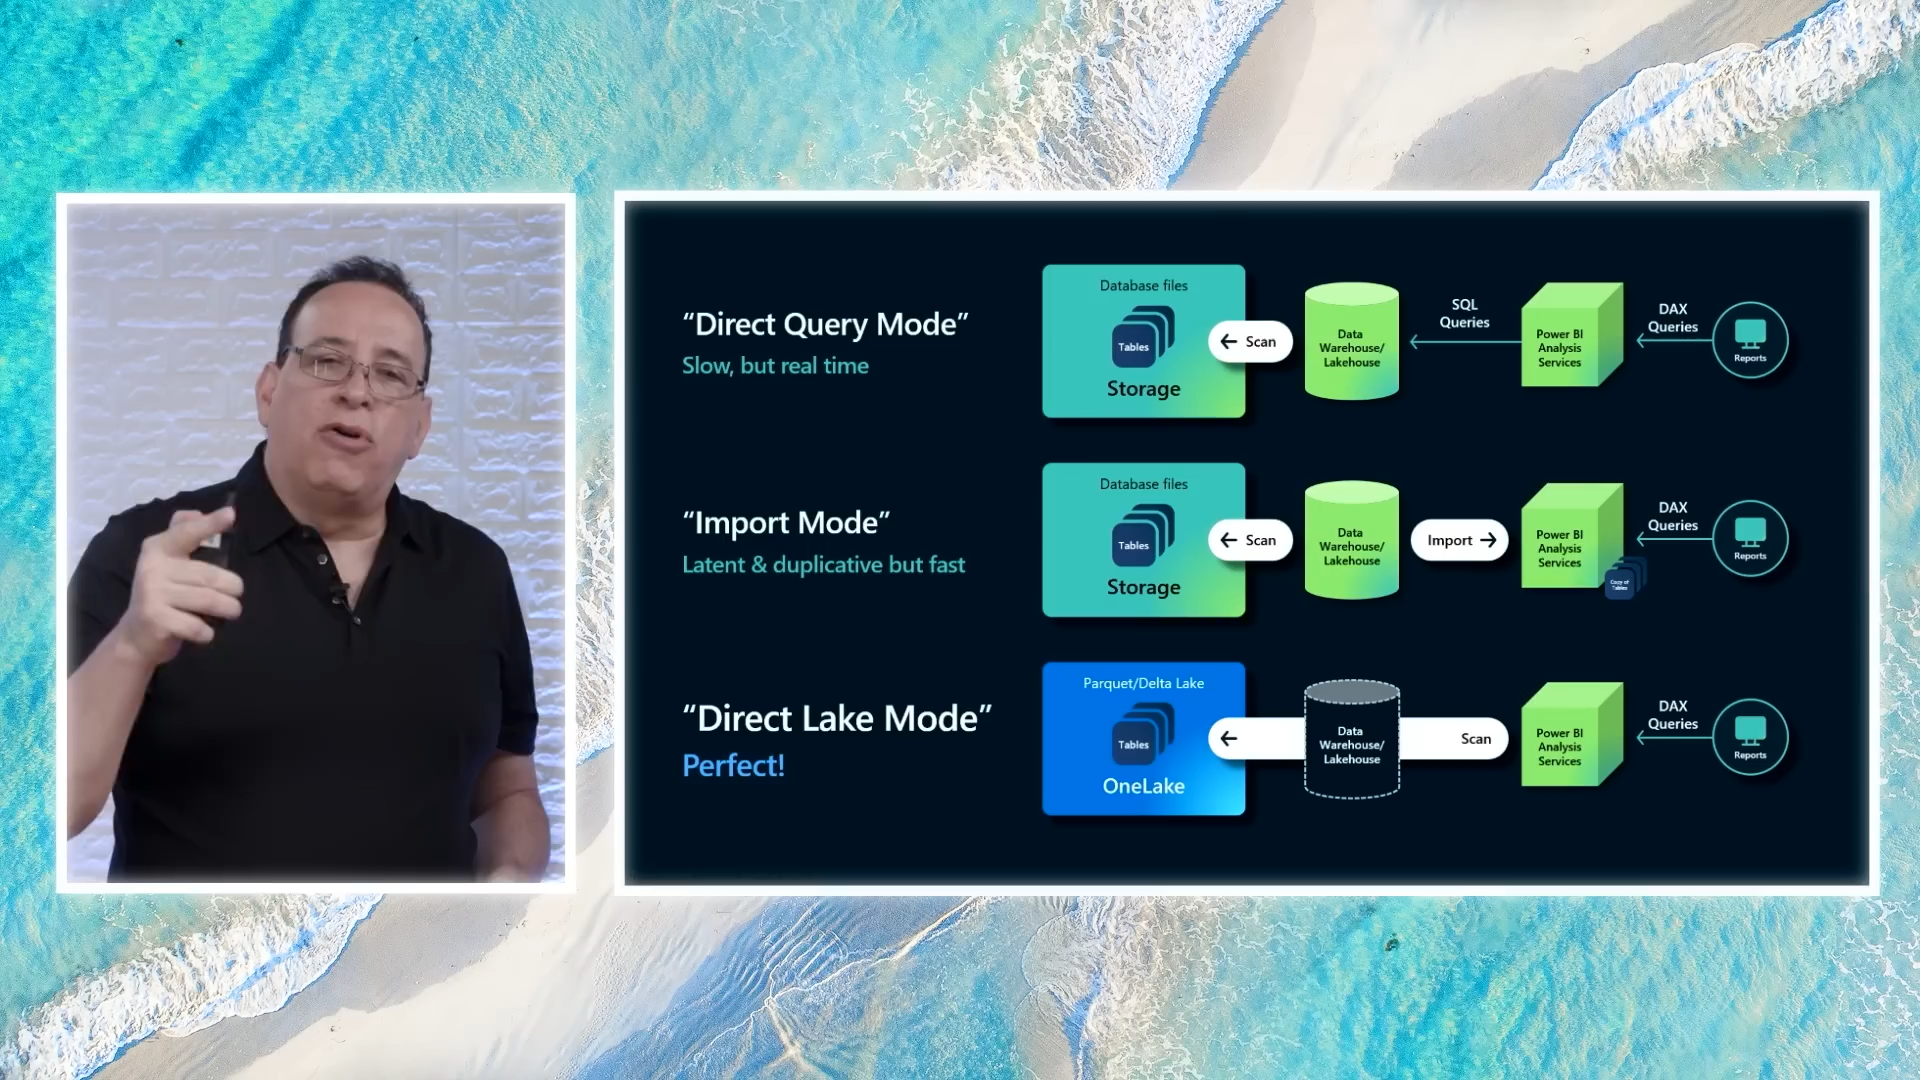 “Direct Query Mode”
Slow, but real time
Database files
Tables
Storage
Scan
Data
Warehouse/
Lakehouse
SQL
Queries
Power BI
Analysis
Services
DAX
Queries
Reports
“Import Mode”
Latent & duplicative but fast
Database files
Tables
Storage
Scan
Data
Warehouse/
Lakehouse
Import
Power BI
Analysis
Services
Copy of
Tables
DAX
Queries
Reports
“Direct Lake Mode”
Perfect!
Parquet/Delta Lake
Tables
OneLake
Data
Warehouse/
Lakehouse
Scan
Power BI
Analysis
Services
DAX
Queries
Reports